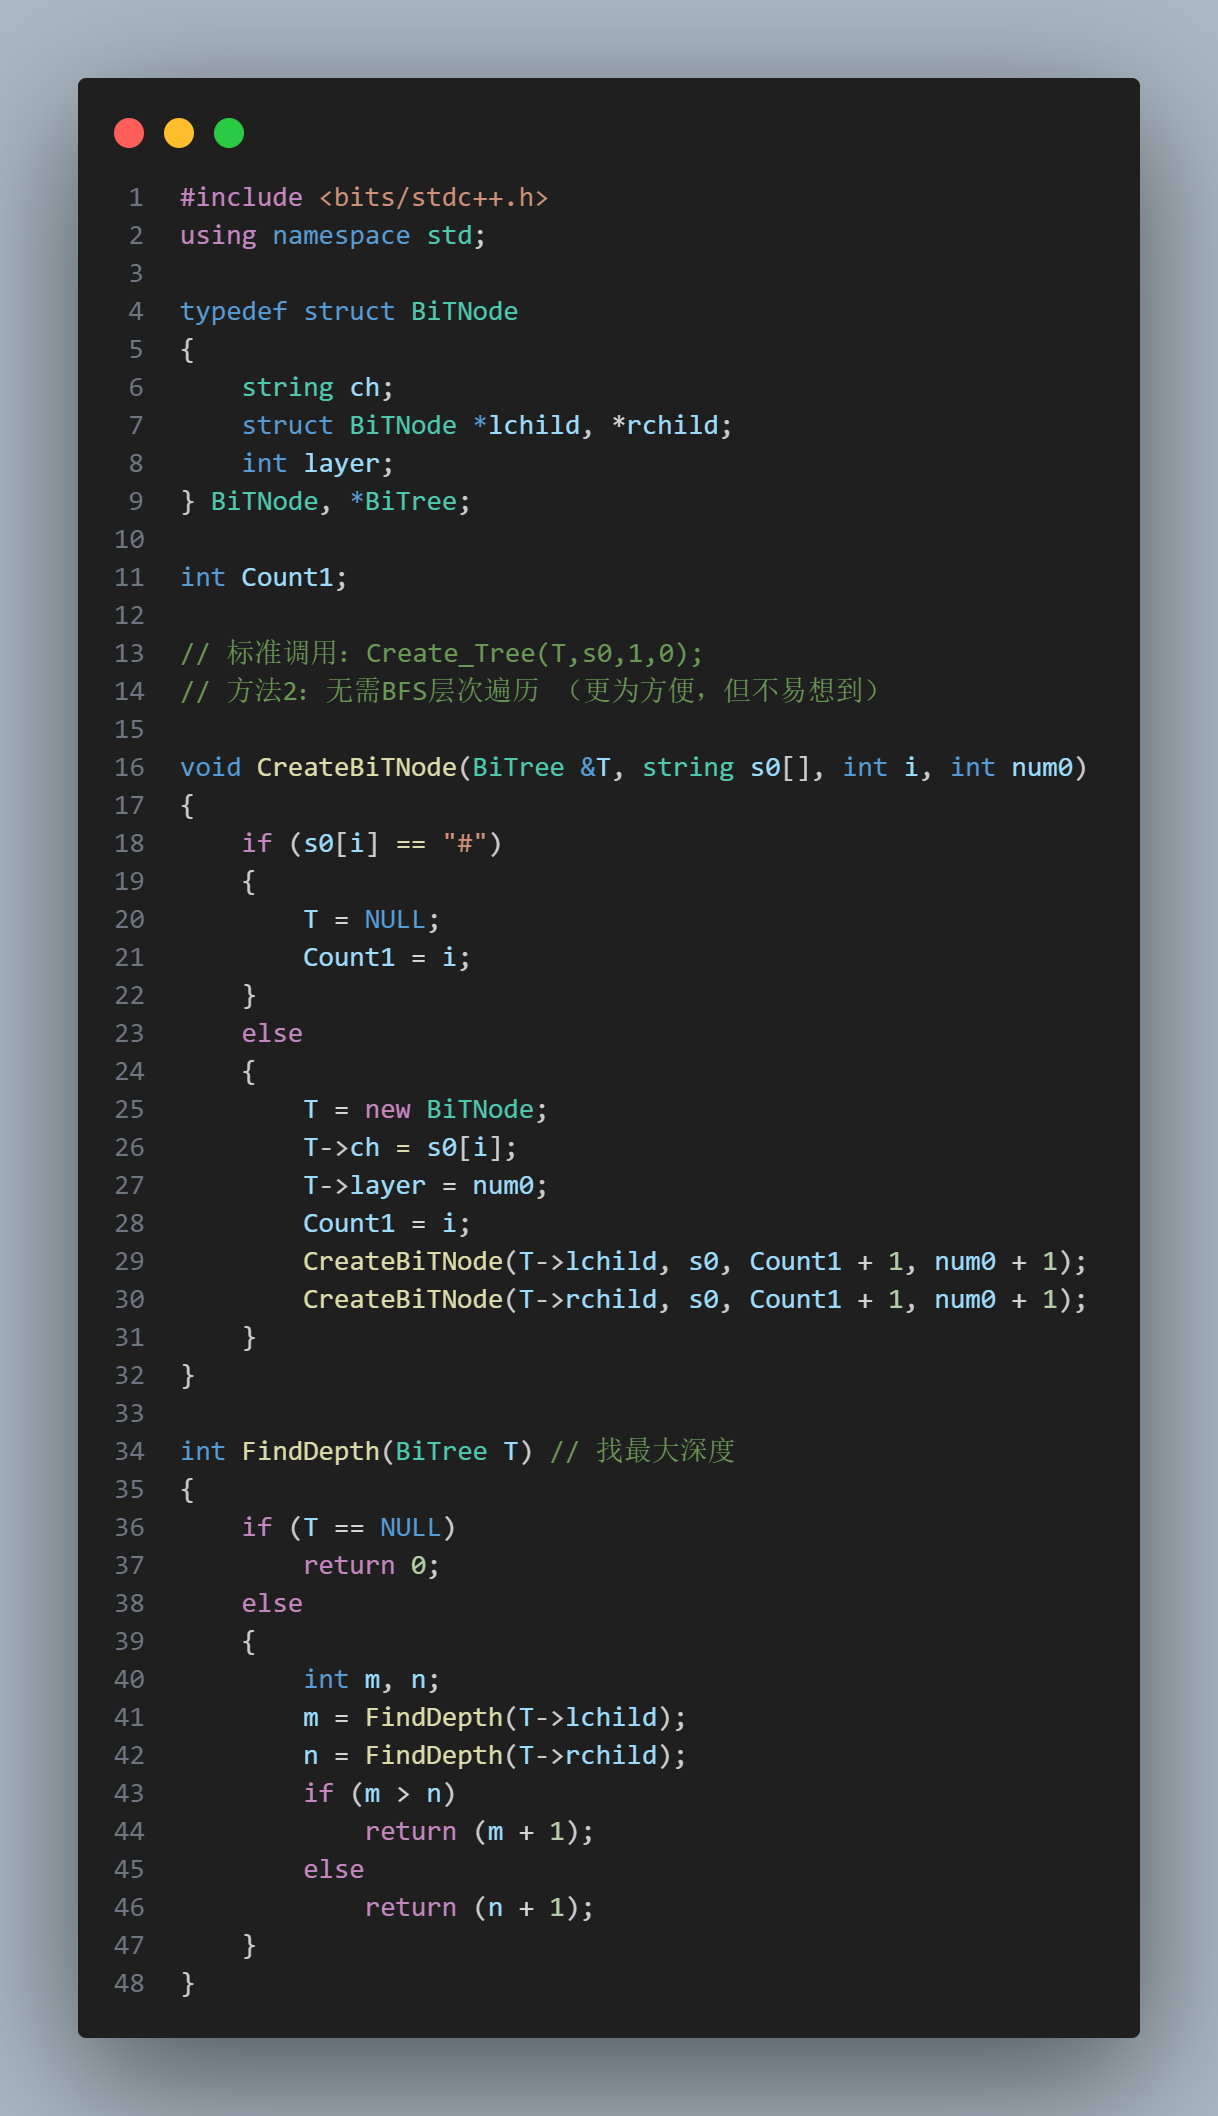 1 #include <bits/stdc++.h>
2 using namespace std;
3
4 typedef struct BiTNode
5 {
6     string ch;
7     struct BiTNode *lchild, *rchild;
8     int layer;
9 } BiTNode, *BiTree;
10
11 int Count1;
12
13 // 标准调用：Create_Tree(T,s0,1,0);
14 // 方法2：无需BFS层次遍历 （更为方便，但不易想到）
15
16 void CreateBiTNode(BiTree &T, string s0[], int i, int num0)
17 {
18     if (s0[i] == "#")
19     {
20         T = NULL;
21         Count1 = i;
22     }
23     else
24     {
25         T = new BiTNode;
26         T->ch = s0[i];
27         T->layer = num0;
28         Count1 = i;
29         CreateBiTNode(T->lchild, s0, Count1 + 1, num0 + 1);
30         CreateBiTNode(T->rchild, s0, Count1 + 1, num0 + 1);
31     }
32 }
33
34 int FindDepth(BiTree T) // 找最大深度
35 {
36     if (T == NULL)
37         return 0;
38     else
39     {
40         int m, n;
41         m = FindDepth(T->lchild);
42         n = FindDepth(T->rchild);
43         if (m > n)
44             return (m + 1);
45         else
46             return (n + 1);
47     }
48 }